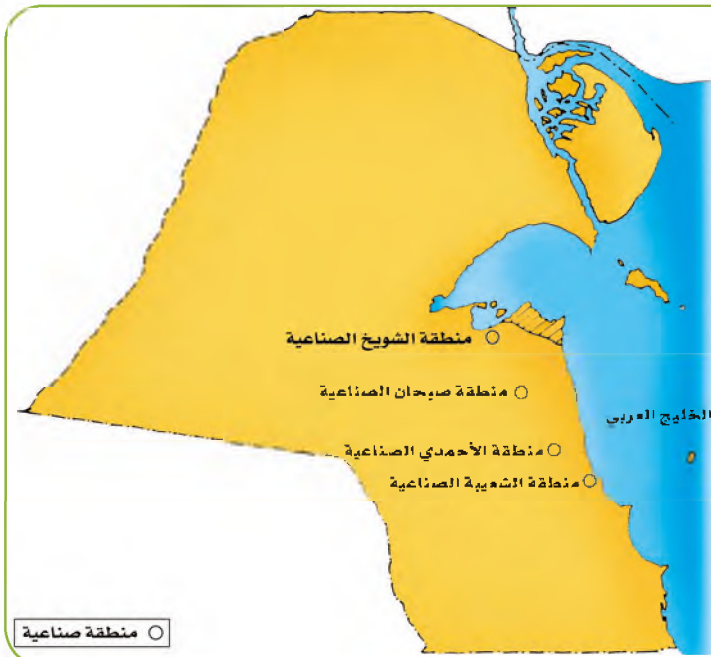 منطقة الشويخ الصناعية
منطقة صبحان الصناعية
الخليج العربي
منطقة الأحمدي الصناعية
منطقة الشعيبة الصناعية
منطقة صناعية